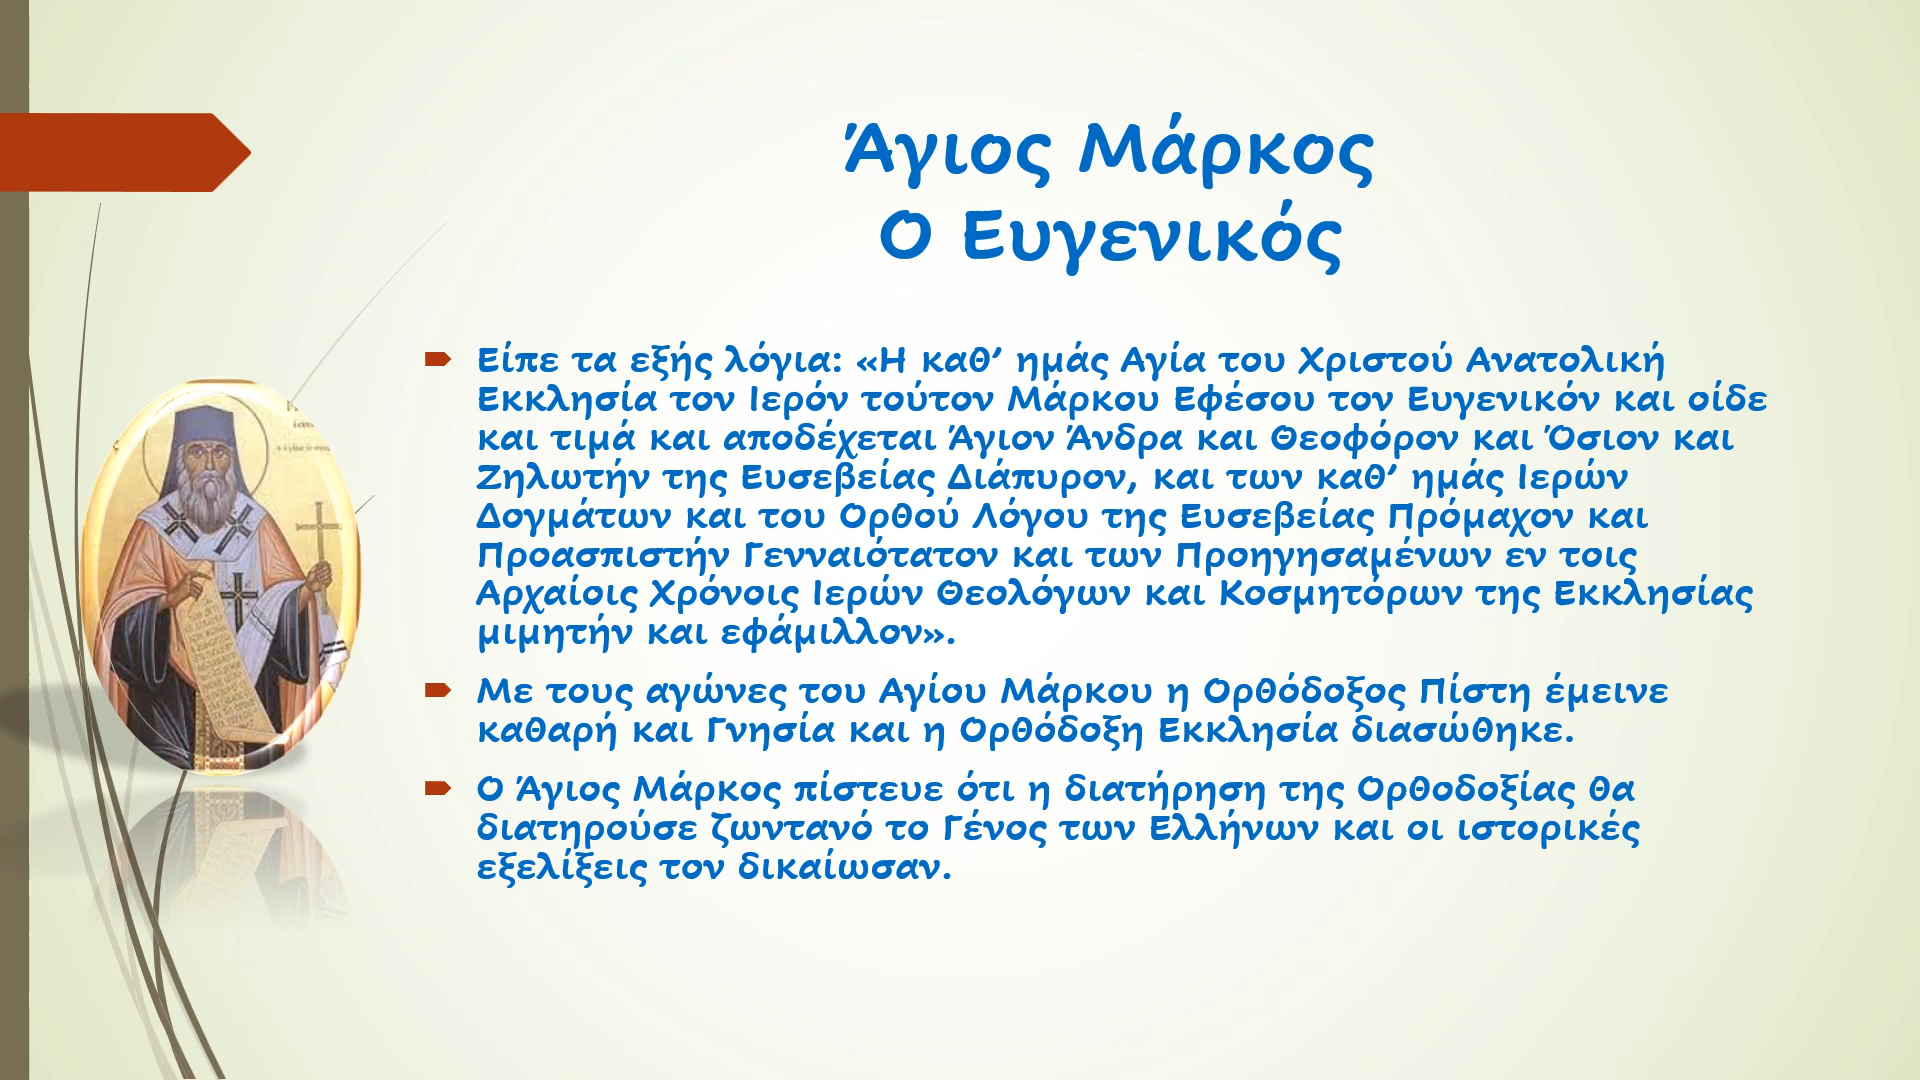 Άγιος Μάρκος
Ο Ευγενικός
Είπε τα εξής λόγια: «Η καθ’ ημάς Αγία του Χριστού Ανατολική
Εκκλησία τον Ιερόν τούτον Μάρκου Εφέσου τον Ευγενικόν και οίδε
και τιμά και αποδέχεται Άγιον Άνδρα και Θεοφόρον και Όσιον και
Ζηλωτήν της Ευσεβείας Διάπυρον, και των καθ’ ημάς Ιερών
Δογμάτων και του Ορθού Λόγου της Ευσεβείας Πρόμαχον και
Προασπιστήν Γενναιότατον και των Προηγησαμένων εν τοις
Αρχαίοις Χρόνοις Ιερών Θεολόγων και Κοσμητόρων της Εκκλησίας
μιμητήν και εφάμιλλον».
Με τους αγώνες του Αγίου Μάρκου η Ορθόδοξος Πίστη έμεινε
καθαρή και Γνησία και η Ορθόδοξη Εκκλησία διασώθηκε.
Ο Άγιος Μάρκος πίστευε ότι η διατήρηση της Ορθοδοξίας θα
διατηρούσε ζωντανό το Γένος των Ελλήνων και οι ιστορικές
εξελίξεις τον δικαίωσαν.